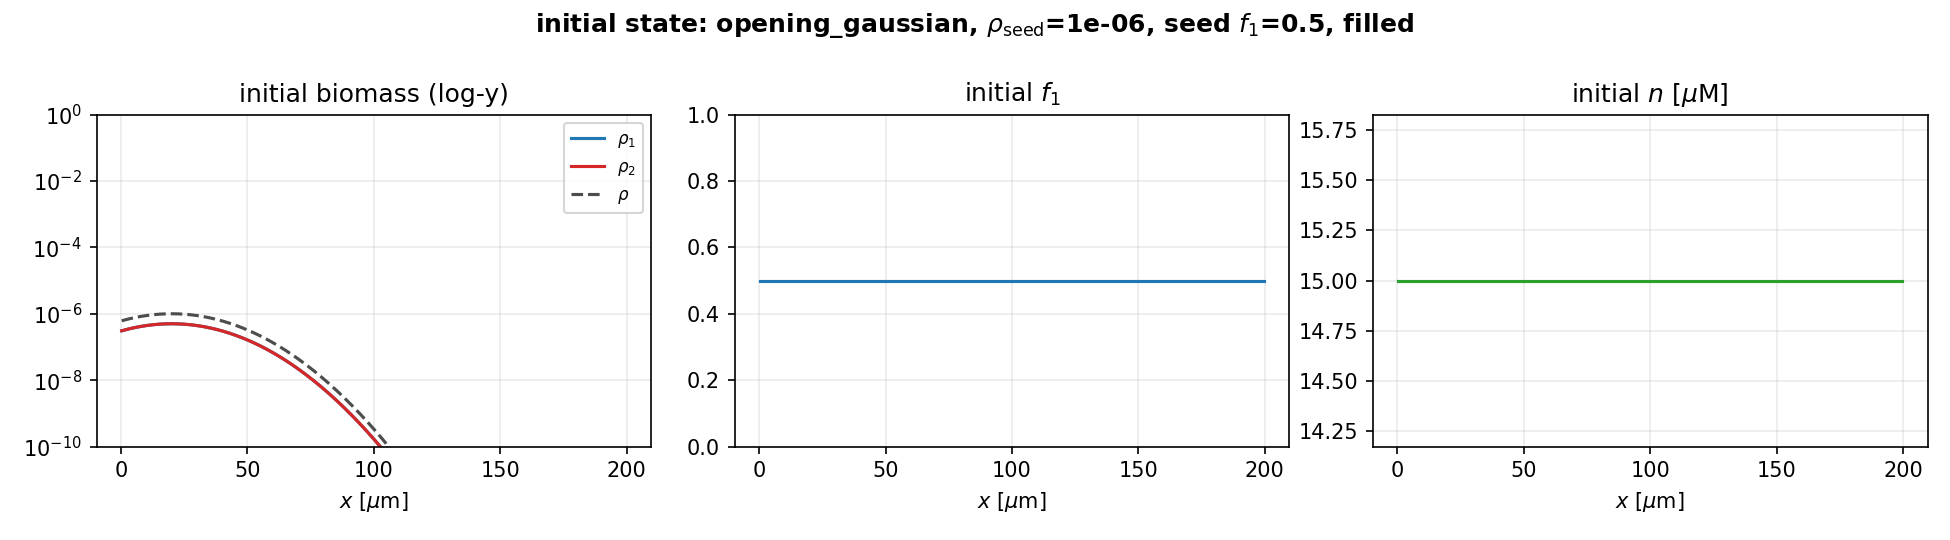 initial state: opening_gaussian, ρseed=1e-06, seed f₁=0.5, filled
initial biomass (log-y)
10⁰
10⁻²
10⁻⁴
10⁻⁶
10⁻⁸
10⁻¹⁰
ρ₁
ρ₂
ρ
0 50 100 150 200
x [μm]
initial f₁
1.0
0.8
0.6
0.4
0.2
0.0
0 50 100 150 200
x [μm]
initial n [μM]
15.75
15.50
15.25
15.00
14.75
14.50
14.25
0 50 100 150 200
x [μm]